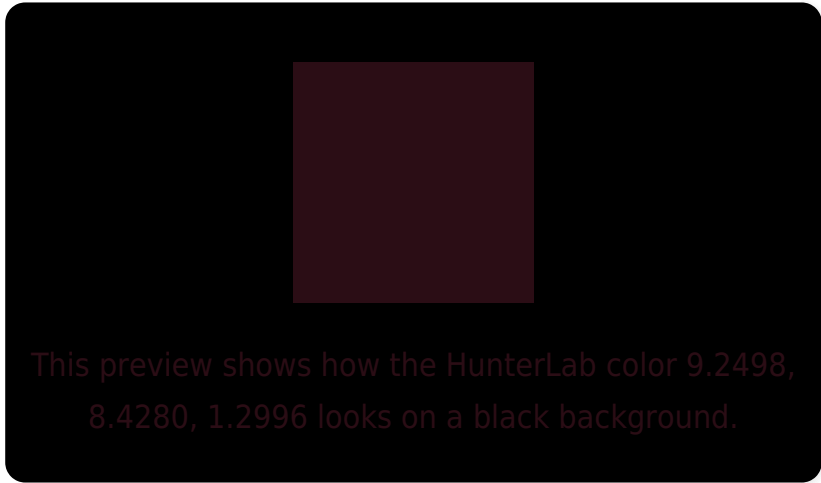 This preview shows how the HunterLab color 9.2498,
8.4280, 1.2996 looks on a black background.